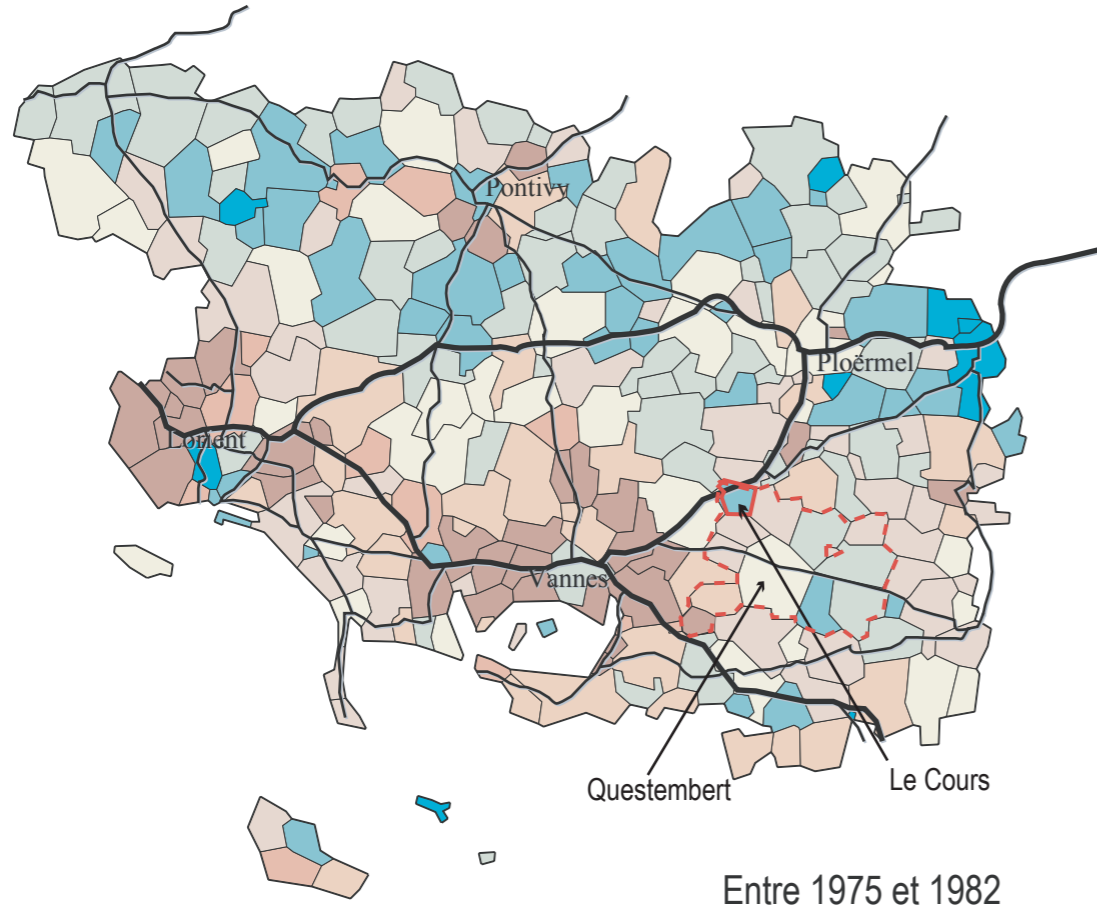 Pontivy
Ploërmel
Lorient
Vannes
Questembert
Le Cours
Entre 1975 et 1982